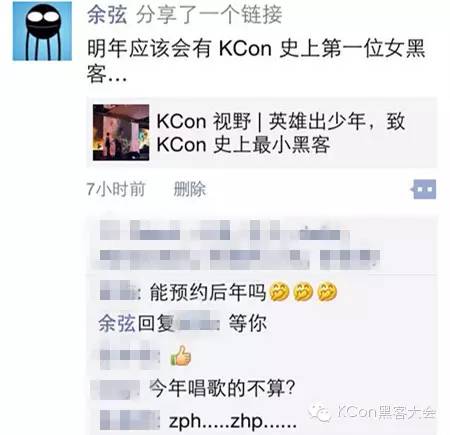 余弦 分享了一个链接
明年应该会有 KCon 史上第一位女黑
客…
KCon 视野 | 英雄出少年，致
KCon 史上最小黑客
7小时前 删除
能预约后年吗
余弦回复 等你
今年唱歌的不算?
zph.....zhp......
KCon黑客大会